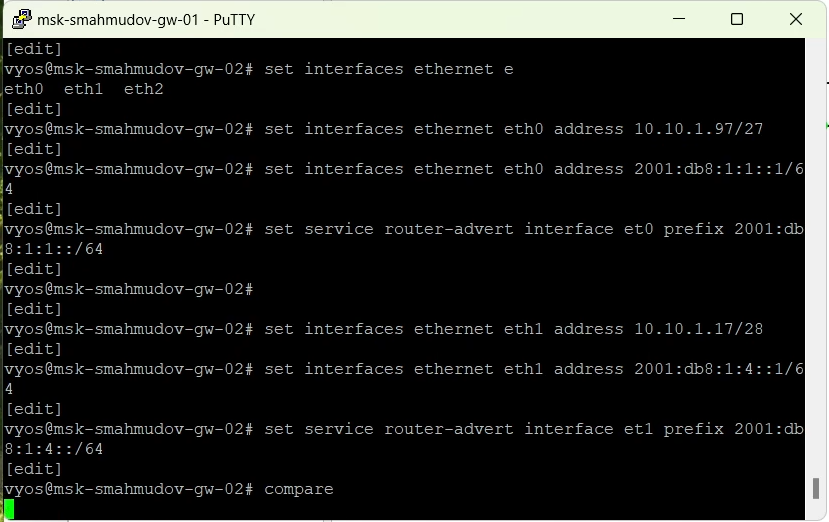 msk-smahmudov-gw-01 - PuTTY
[edit]
vyos@msk-smahmudov-gw-02# set interfaces ethernet e
eth0  eth1  eth2
[edit]
vyos@msk-smahmudov-gw-02# set interfaces ethernet eth0 address 10.10.1.97/27
[edit]
vyos@msk-smahmudov-gw-02# set interfaces ethernet eth0 address 2001:db8:1:1::1/6
4
[edit]
vyos@msk-smahmudov-gw-02# set service router-advert interface et0 prefix 2001:db
8:1:1::/64
[edit]
vyos@msk-smahmudov-gw-02#
[edit]
vyos@msk-smahmudov-gw-02# set interfaces ethernet eth1 address 10.10.1.17/28
[edit]
vyos@msk-smahmudov-gw-02# set interfaces ethernet eth1 address 2001:db8:1:4::1/6
4
[edit]
vyos@msk-smahmudov-gw-02# set service router-advert interface et1 prefix 2001:db
8:1:4::/64
[edit]
vyos@msk-smahmudov-gw-02# compare